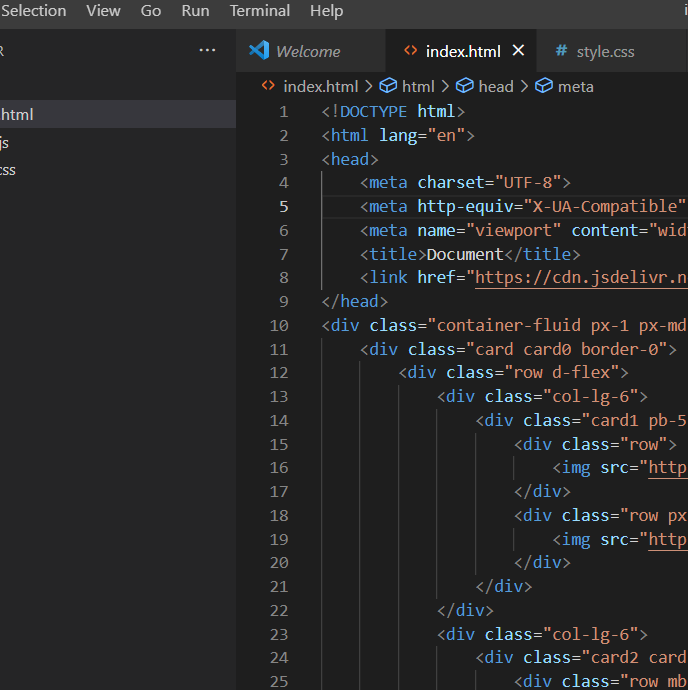 Selection View Go Run Terminal Help
R ··· Welcome index.html × # style.css
index.html > html > head > meta
html
js
css
1 <!DOCTYPE html>
2 <html lang="en">
3 <head>
4 <meta charset="UTF-8">
5 <meta http-equiv="X-UA-Compatible"
6 <meta name="viewport" content="wid
7 <title>Document</title>
8 <link href="https://cdn.jsdelivr.n
9 </head>
10 <div class="container-fluid px-1 px-md
11 <div class="card card0 border-0">
12 <div class="row d-flex">
13 <div class="col-lg-6">
14 <div class="card1 pb-5
15 <div class="row">
16 <img src="http
17 </div>
18 <div class="row px
19 <img src="http
20 </div>
21 </div>
22 </div>
23 <div class="col-lg-6">
24 <div class="card2 card
25 <div class="row mb